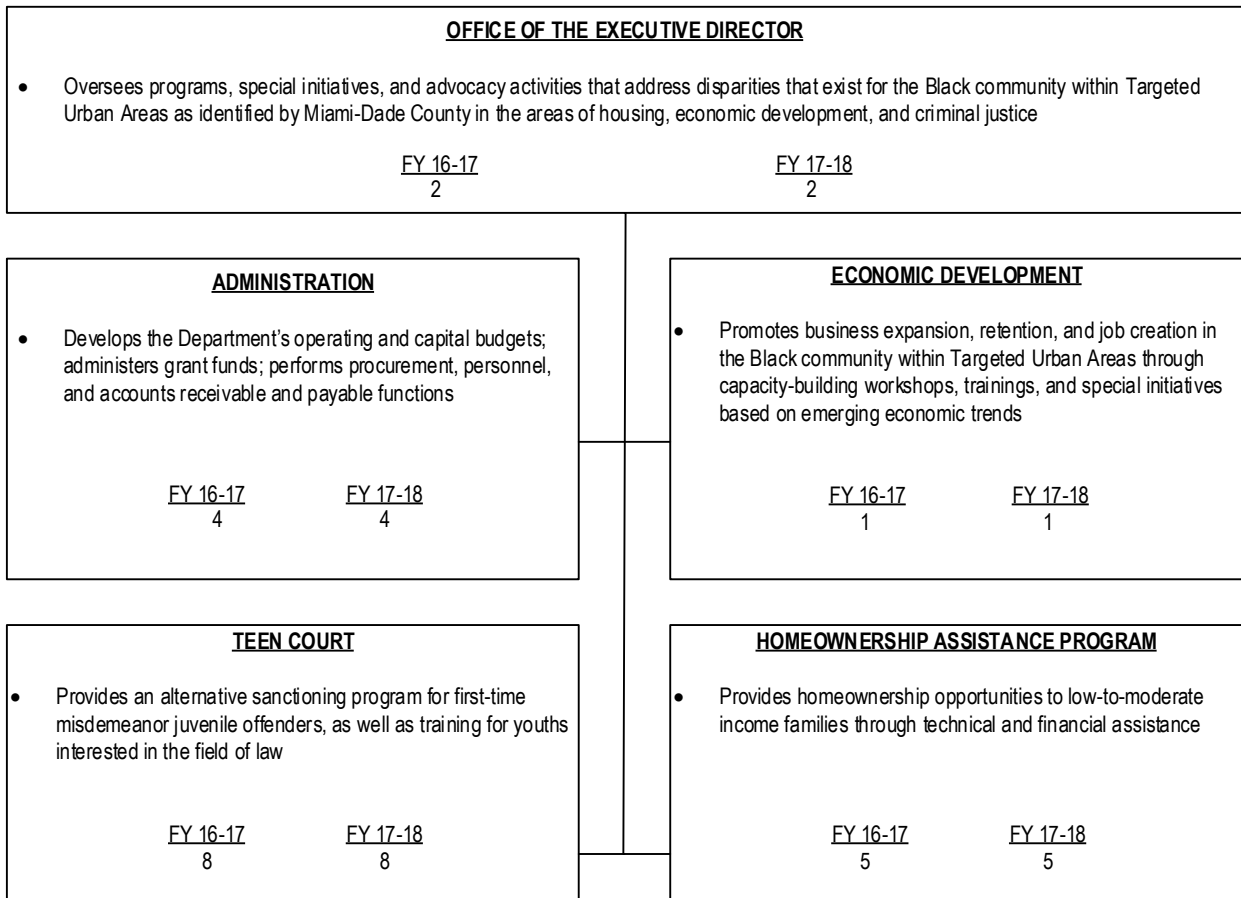 OFFICE OF THE EXECUTIVE DIRECTOR
• Oversees programs, special initiatives, and advocacy activities that address disparities that exist for the Black community within Targeted
Urban Areas as identified by Miami-Dade County in the areas of housing, economic development, and criminal justice
FY 16-17 FY 17-18
2 2
ADMINISTRATION
• Develops the Department’s operating and capital budgets;
administers grant funds; performs procurement, personnel,
and accounts receivable and payable functions
FY 16-17 FY 17-18
4 4
ECONOMIC DEVELOPMENT
• Promotes business expansion, retention, and job creation in
the Black community within Targeted Urban Areas through
capacity-building workshops, trainings, and special initiatives
based on emerging economic trends
FY 16-17 FY 17-18
1 1
TEEN COURT
• Provides an alternative sanctioning program for first-time
misdemeanor juvenile offenders, as well as training for youths
interested in the field of law
FY 16-17 FY 17-18
8 8
HOMEOWNERSHIP ASSISTANCE PROGRAM
• Provides homeownership opportunities to low-to-moderate
income families through technical and financial assistance
FY 16-17 FY 17-18
5 5